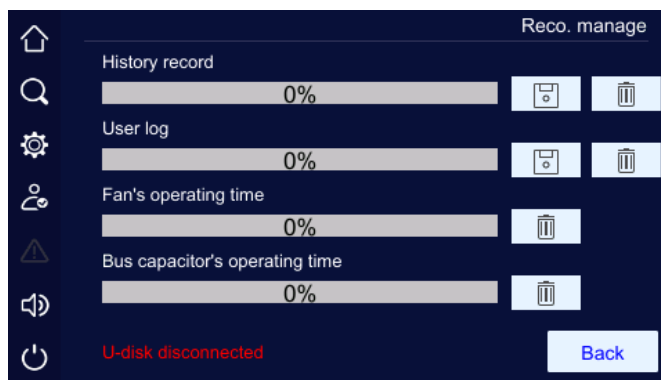 Reco. manage
History record
0%
User log
0%
Fan's operating time
0%
Bus capacitor's operating time
0%
U-disk disconnected
Back